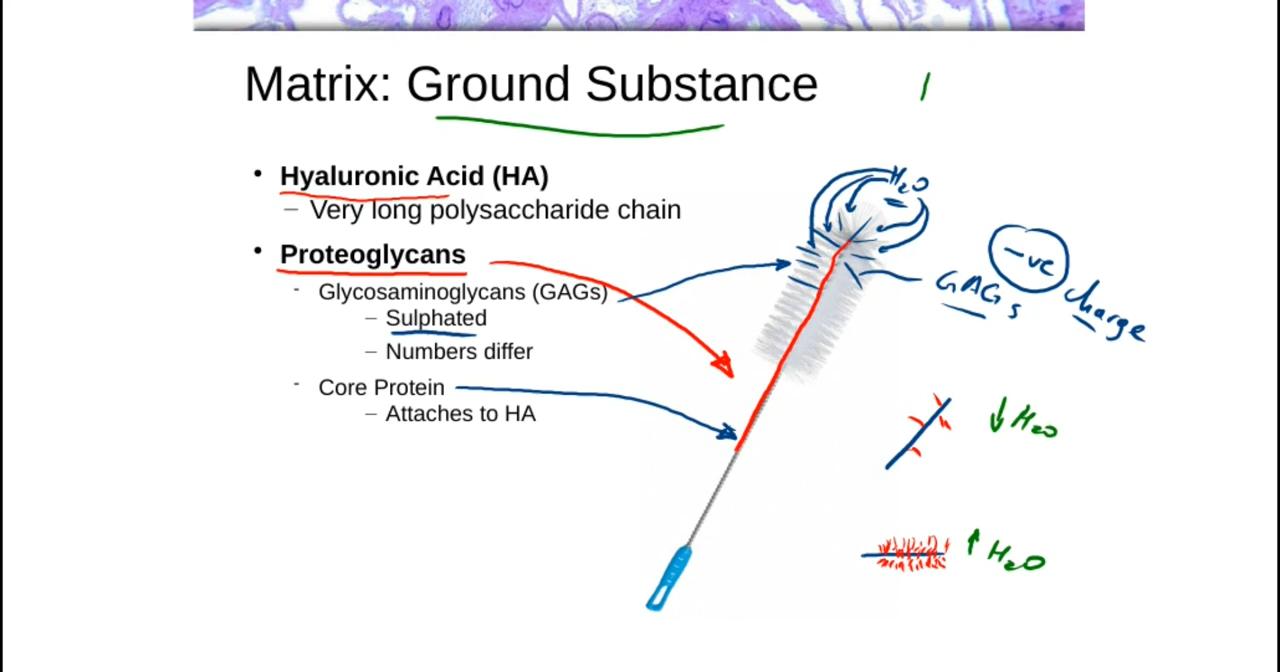 Matrix: Ground Substance
• Hyaluronic Acid (HA)
– Very long polysaccharide chain
• Proteoglycans
- Glycosaminoglycans (GAGs)
– Sulphated
– Numbers differ
- Core Protein
– Attaches to HA
H₂O
GAGs
-ve charge
↓ H₂O
↑ H₂O